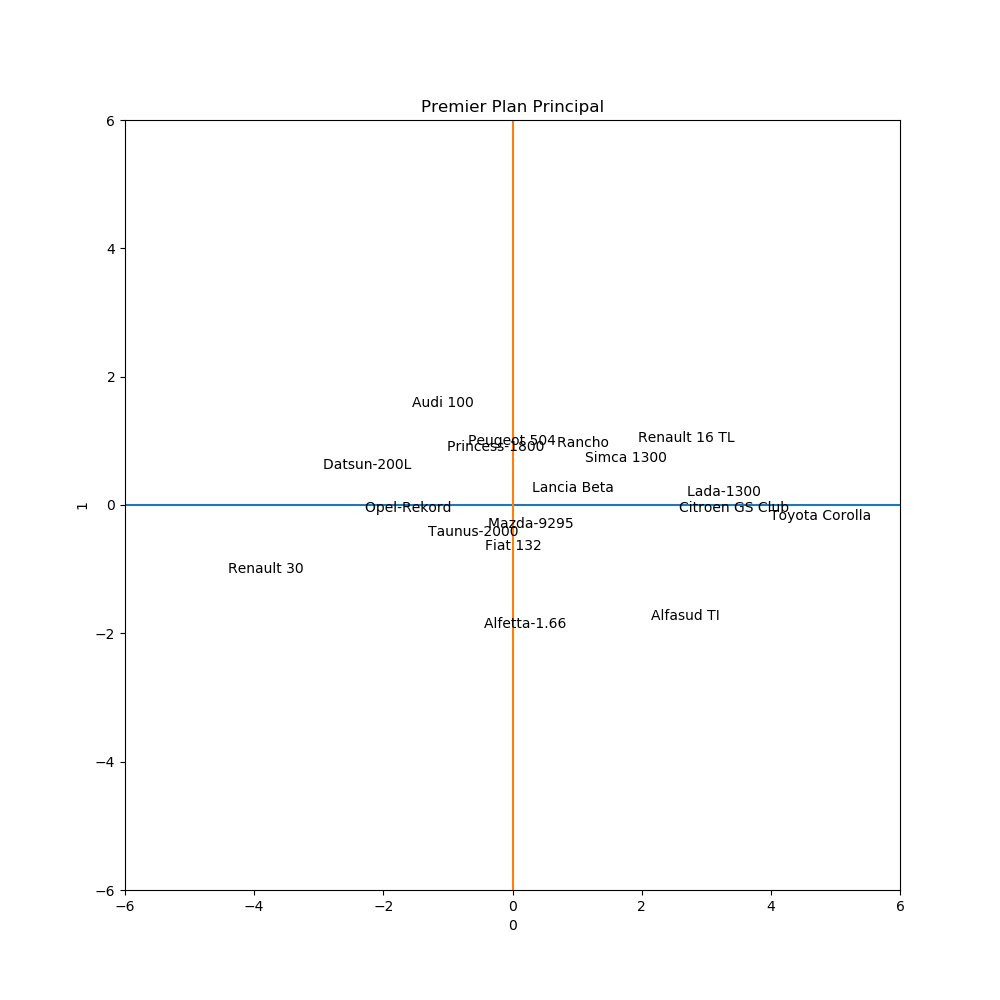 Premier Plan Principal
6
4
2
0
−2
−4
−6
1
Audi 100
Peugeot 504
Rancho
Renault 16 TL
Princess-1800
Simca 1300
Datsun-200L
Lancia Beta
Lada-1300
Opel-Rekord
Citroen GS Club
Toyota Corolla
Mazda-9295
Taunus-2000
Fiat 132
Renault 30
Alfasud TI
Alfetta-1.66
−6 −4 −2 0 2 4 6
0